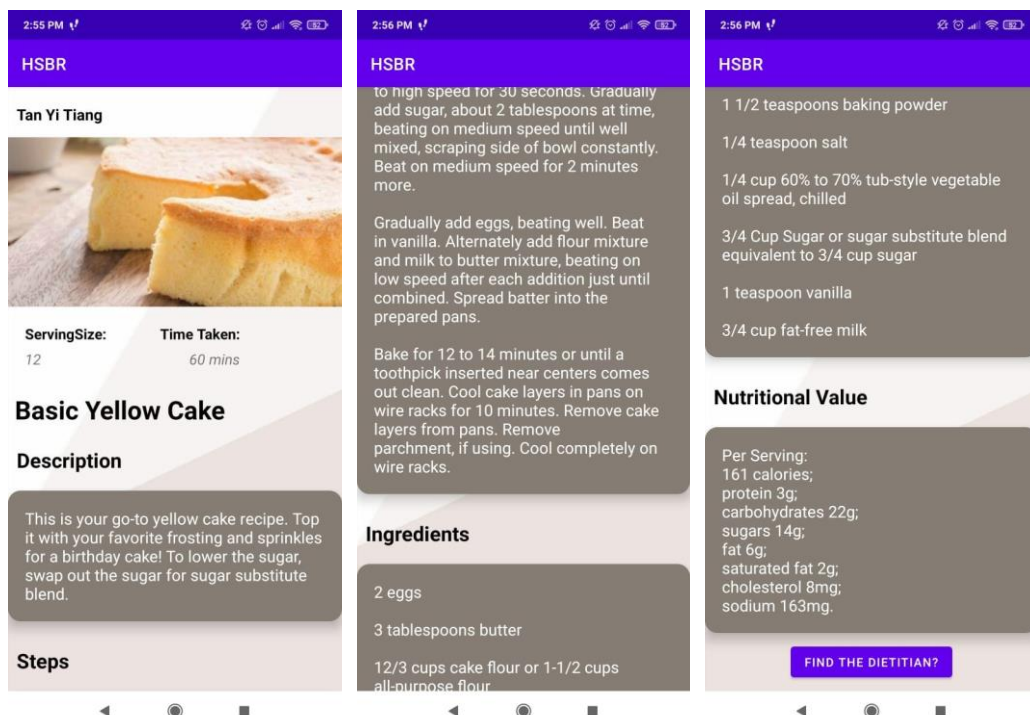 2:55 PM
52
HSBR
Tan Yi Tiang
ServingSize:
Time Taken:
12
60 mins
Basic Yellow Cake
Description
This is your go-to yellow cake recipe. Top
it with your favorite frosting and sprinkles
for a birthday cake! To lower the sugar,
swap out the sugar for sugar substitute
blend.
Steps
2:56 PM
52
HSBR
to high speed for 30 seconds. Gradually
add sugar, about 2 tablespoons at time,
beating on medium speed until well
mixed, scraping side of bowl constantly.
Beat on medium speed for 2 minutes
more.
Gradually add eggs, beating well. Beat
in vanilla. Alternately add flour mixture
and milk to butter mixture, beating on
low speed after each addition just until
combined. Spread batter into the
prepared pans.
Bake for 12 to 14 minutes or until a
toothpick inserted near centers comes
out clean. Cool cake layers in pans on
wire racks for 10 minutes. Remove cake
layers from pans. Remove
parchment, if using. Cool completely on
wire racks.
Ingredients
2 eggs
3 tablespoons butter
12/3 cups cake flour or 1-1/2 cups
all-purpose flour
2:56 PM
52
HSBR
1 1/2 teaspoons baking powder
1/4 teaspoon salt
1/4 cup 60% to 70% tub-style vegetable
oil spread, chilled
3/4 Cup Sugar or sugar substitute blend
equivalent to 3/4 cup sugar
1 teaspoon vanilla
3/4 cup fat-free milk
Nutritional Value
Per Serving:
161 calories;
protein 3g;
carbohydrates 22g;
sugars 14g;
fat 6g;
saturated fat 2g;
cholesterol 8mg;
sodium 163mg.
FIND THE DIETITIAN?